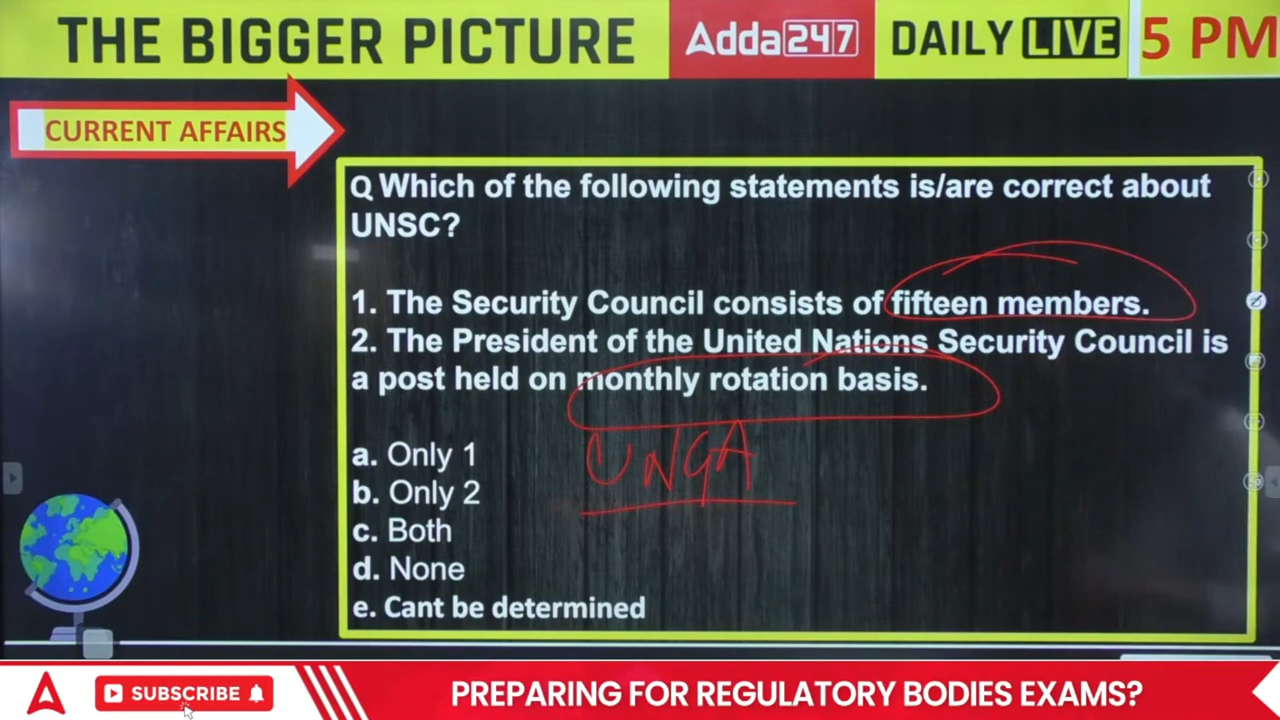 THE BIGGER PICTURE
Adda247
DAILY LIVE
5 PM
CURRENT AFFAIRS
Q Which of the following statements is/are correct about
UNSC?
1. The Security Council consists of fifteen members.
2. The President of the United Nations Security Council is
a post held on monthly rotation basis.
UNGA
a. Only 1
b. Only 2
c. Both
d. None
e. Cant be determined
SUBSCRIBE
PREPARING FOR REGULATORY BODIES EXAMS?